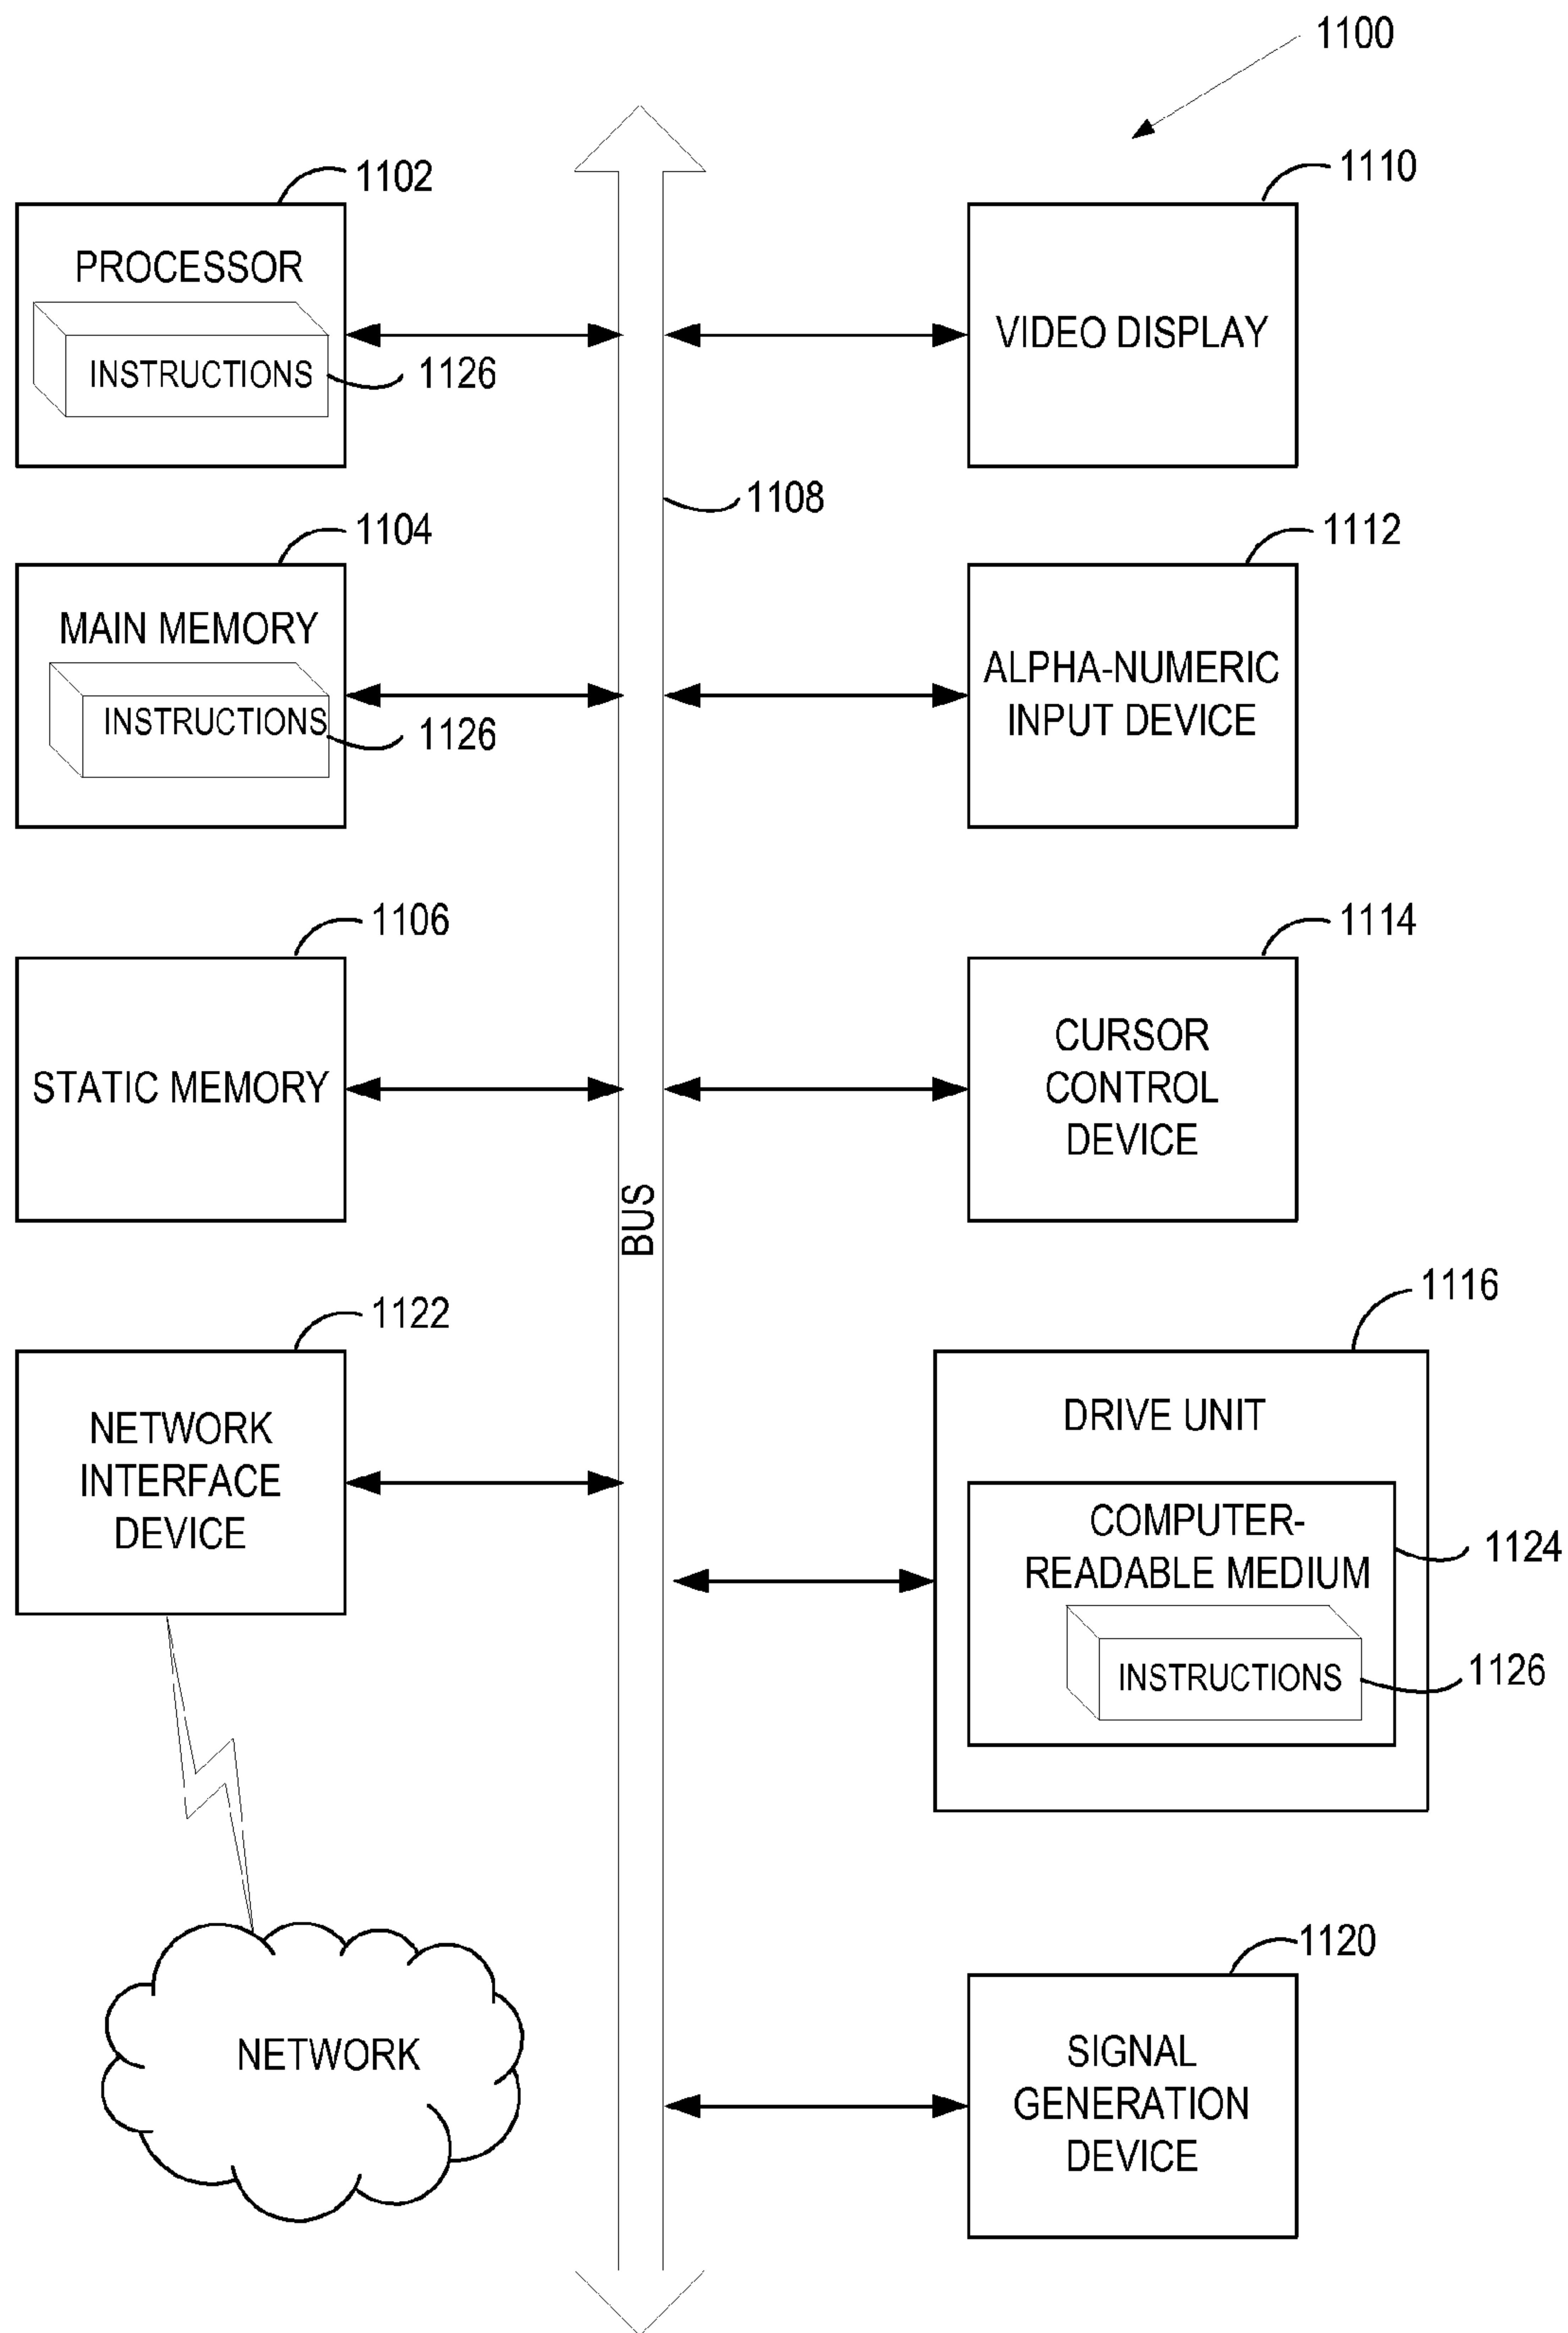 1100
1102
PROCESSOR
INSTRUCTIONS
1126
1110
VIDEO DISPLAY
1108
1104
MAIN MEMORY
INSTRUCTIONS
1126
1112
ALPHA-NUMERIC
INPUT DEVICE
1106
STATIC MEMORY
1114
CURSOR
CONTROL
DEVICE
BUS
1122
NETWORK
INTERFACE
DEVICE
1116
DRIVE UNIT
COMPUTER-
READABLE MEDIUM
1124
INSTRUCTIONS
1126
NETWORK
1120
SIGNAL
GENERATION
DEVICE